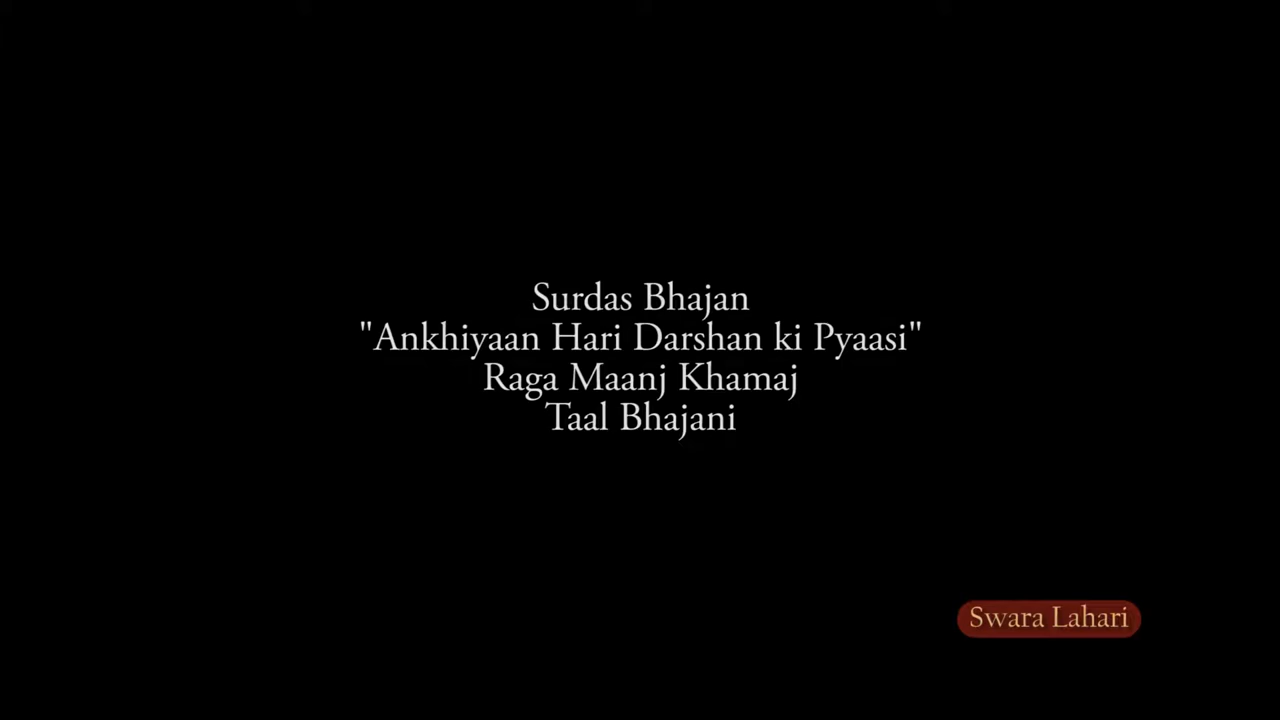 Surdas Bhajan
"Ankhiyaan Hari Darshan ki Pyaasi"
Raga Maanj Khamaj
Taal Bhajani
Swara Lahari